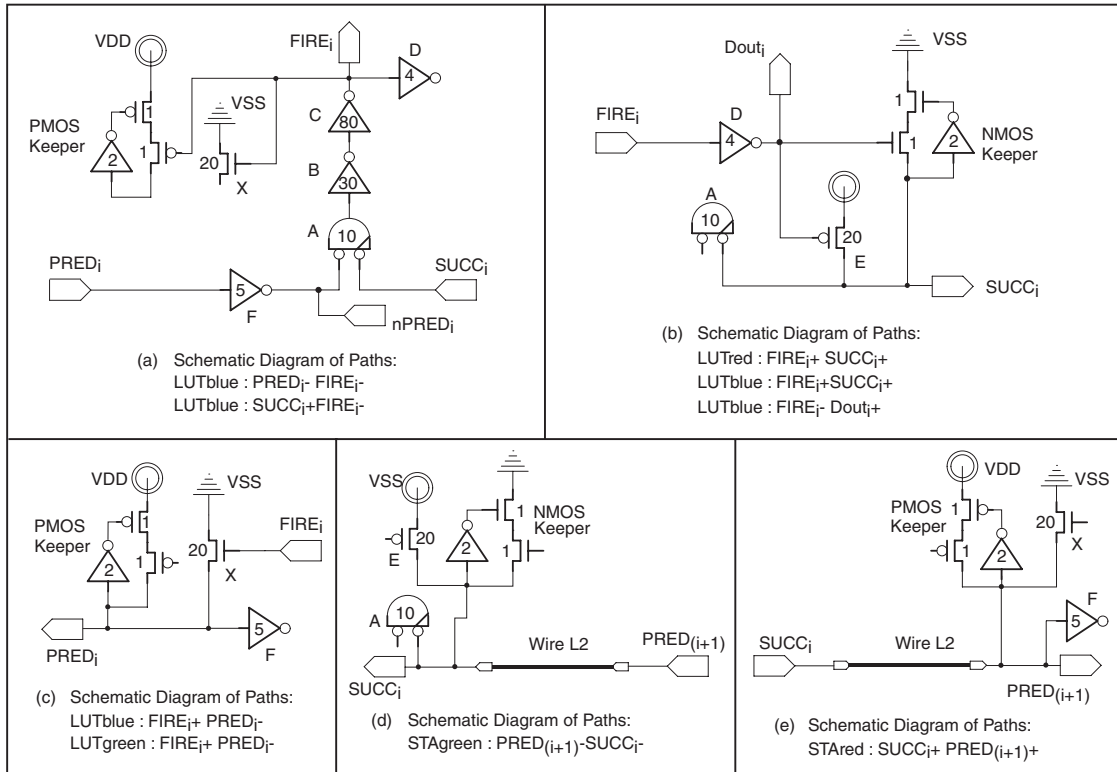 VDD
FIREi
D
4
PMOS
Keeper
1
1
2
VSS
20
X
C
80
B
30
A
10
PREDi
5
F
SUCCi
nPREDi
(a) Schematic Diagram of Paths:
LUTblue : PREDi- FIREi-
LUTblue : SUCCi+FIREi-
Douti
VSS
FIREi
D
4
1
1
2
NMOS
Keeper
A
10
20
E
SUCCi
(b) Schematic Diagram of Paths:
LUTred : FIREi+ SUCCi+
LUTblue : FIREi+SUCCi+
LUTblue : FIREi- Douti+
VDD
VSS
PMOS
Keeper
1
1
2
20
X
FIREi
5
F
PREDi
(c) Schematic Diagram of Paths:
LUTblue : FIREi+ PREDi-
LUTgreen : FIREi+ PREDi-
VSS
20
E
2
1
1
NMOS
Keeper
A
10
Wire L2
PRED(i+1)
SUCCi
(d) Schematic Diagram of Paths:
STAgreen : PRED(i+1)-SUCCi-
VDD
VSS
PMOS
Keeper
1
1
2
20
X
F
5
SUCCi
Wire L2
PRED(i+1)
(e) Schematic Diagram of Paths:
STAred : SUCCi+ PRED(i+1)+